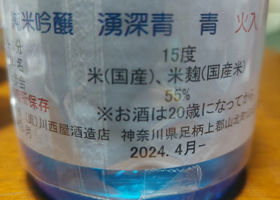 純米吟醸 湧深青 青 火入
15度
米(国産)、米麹(国産米)
55%
保存 ※お酒は20歳になってから
川西屋酒造店 神奈川県足柄上郡山北町
2024. 4月-